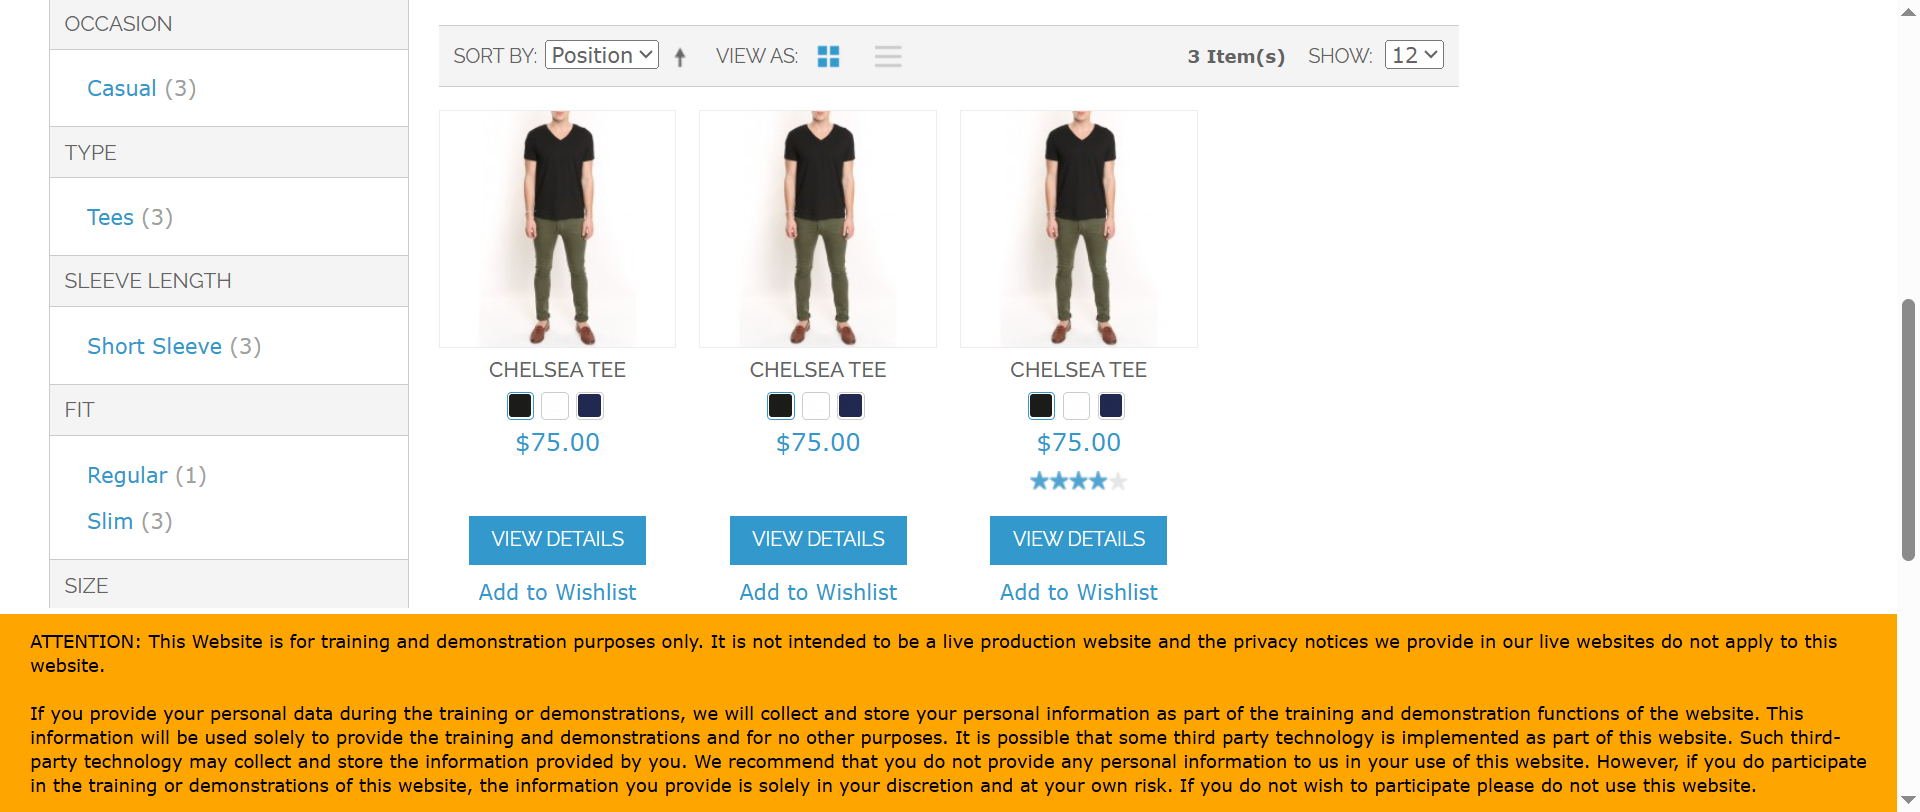 OCCASION
Casual (3)
TYPE
Tees (3)
SLEEVE LENGTH
Short Sleeve (3)
FIT
Regular (1)
Slim (3)
SIZE
SORT BY: Position VIEW AS: 3 Item(s) SHOW: 12
CHELSEA TEE CHELSEA TEE CHELSEA TEE
$75.00 $75.00 $75.00
VIEW DETAILS VIEW DETAILS VIEW DETAILS
Add to Wishlist Add to Wishlist Add to Wishlist
ATTENTION: This Website is for training and demonstration purposes only. It is not intended to be a live production website and the privacy notices we provide in our live websites do not apply to this
website.
If you provide your personal data during the training or demonstrations, we will collect and store your personal information as part of the training and demonstration functions of the website. This
information will be used solely to provide the training and demonstrations and for no other purposes. It is possible that some third party technology is implemented as part of this website. Such third-
party technology may collect and store the information provided by you. We recommend that you do not provide any personal information to us in your use of this website. However, if you do participate
in the training or demonstrations of this website, the information you provide is solely in your discretion and at your own risk. If you do not wish to participate please do not use this website.